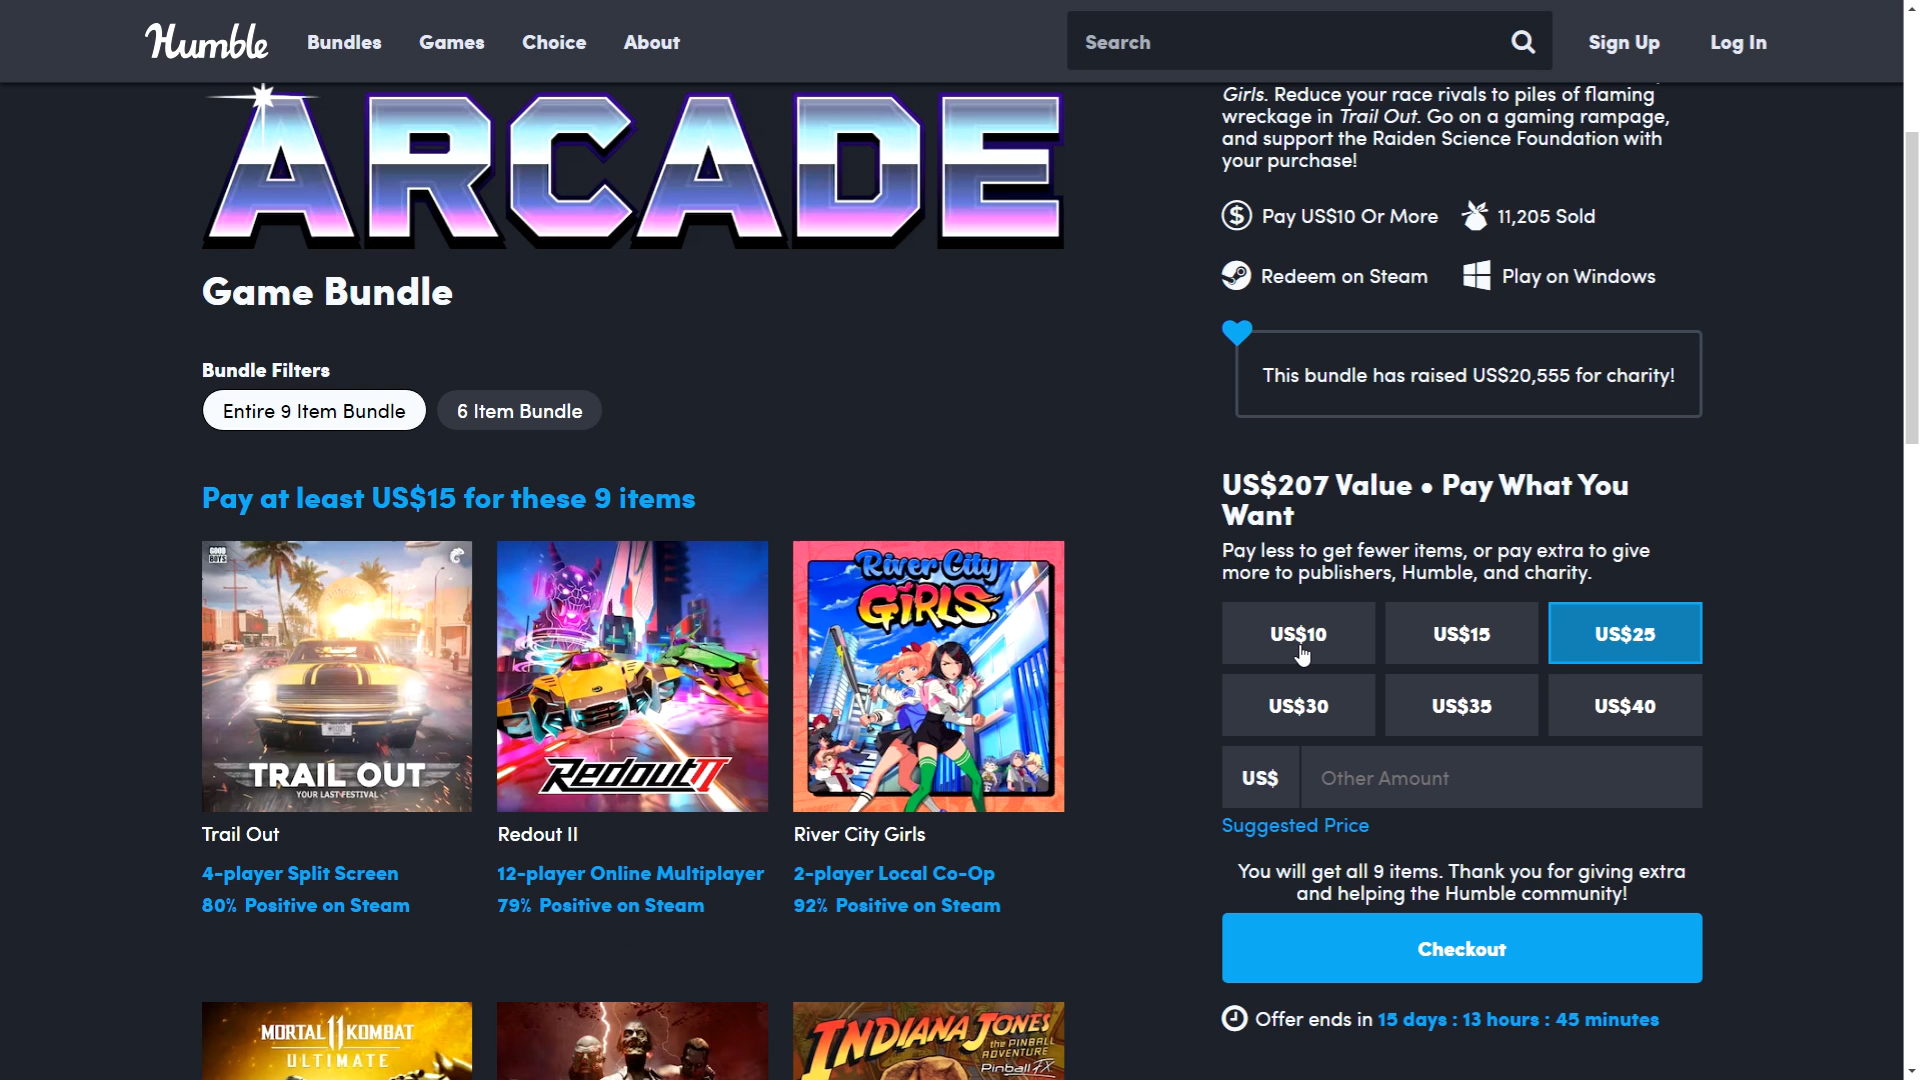 Humble
Bundles
Games
Choice
About
Search
Sign Up
Log In
ARCADE
Game Bundle
Bundle Filters
Entire 9 Item Bundle
6 Item Bundle
Pay at least US$15 for these 9 items
GOOD
BOYS
TRAIL OUT
YOUR LAST FESTIVAL
Redout II
River City
GIRLS
Trail Out
4-player Split Screen
80% Positive on Steam
Redout II
12-player Online Multiplayer
79% Positive on Steam
River City Girls
2-player Local Co-Op
92% Positive on Steam
MORTAL KOMBAT
11
ULTIMATE
INDIANA JONES
the PINBALL
ADVENTURE
Pinball FX
Girls. Reduce your race rivals to piles of flaming
wreckage in Trail Out. Go on a gaming rampage,
and support the Raiden Science Foundation with
your purchase!
Pay US$10 Or More
11,205 Sold
Redeem on Steam
Play on Windows
This bundle has raised US$20,555 for charity!
US$207 Value • Pay What You
Want
Pay less to get fewer items, or pay extra to give
more to publishers, Humble, and charity.
US$10
US$15
US$25
US$30
US$35
US$40
US$
Other Amount
Suggested Price
You will get all 9 items. Thank you for giving extra
and helping the Humble community!
Checkout
Offer ends in 15 days : 13 hours : 45 minutes